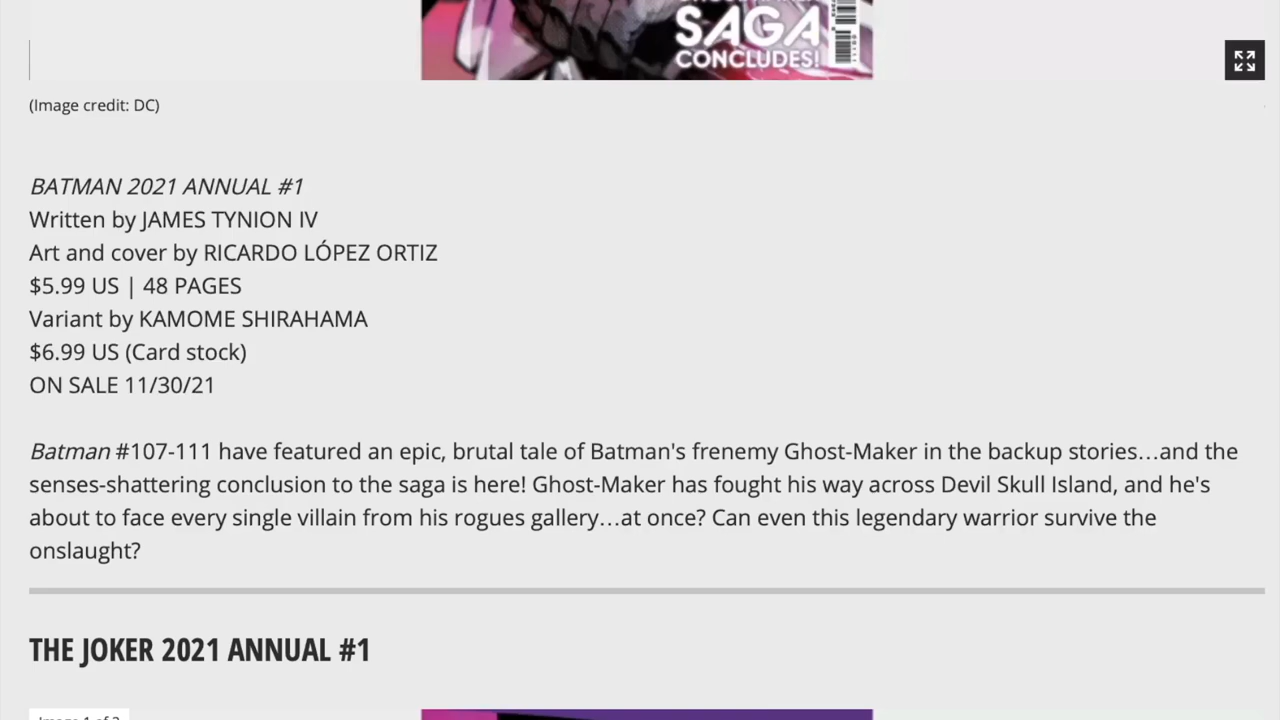 SAGA
CONCLUDES!
(Image credit: DC)
BATMAN 2021 ANNUAL #1
Written by JAMES TYNION IV
Art and cover by RICARDO LÓPEZ ORTIZ
$5.99 US | 48 PAGES
Variant by KAMOME SHIRAHAMA
$6.99 US (Card stock)
ON SALE 11/30/21
Batman #107-111 have featured an epic, brutal tale of Batman's frenemy Ghost-Maker in the backup stories…and the
senses-shattering conclusion to the saga is here! Ghost-Maker has fought his way across Devil Skull Island, and he's
about to face every single villain from his rogues gallery…at once? Can even this legendary warrior survive the
onslaught?
THE JOKER 2021 ANNUAL #1